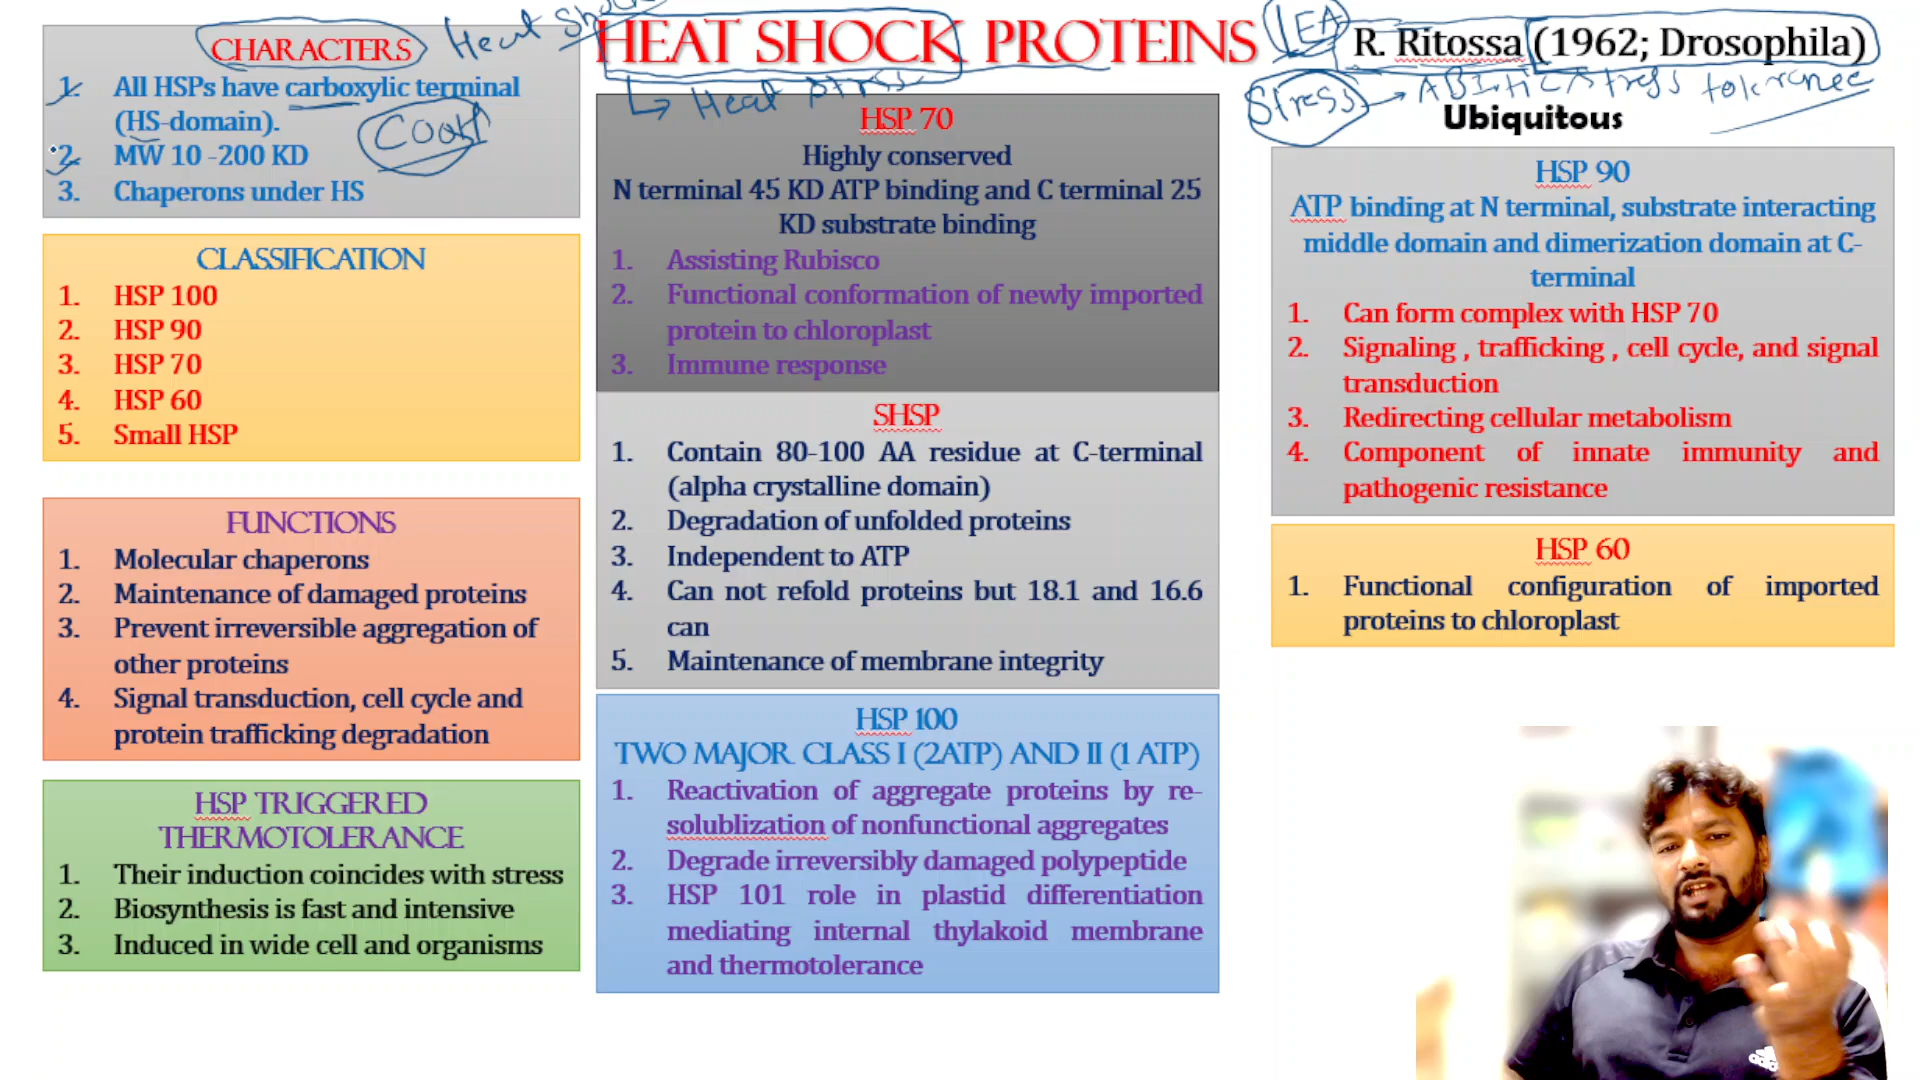 CHARACTERS
1. All HSPs have carboxylic terminal
(HS-domain).
2. MW 10 -200 KD
3. Chaperons under HS
Heat Shock
COOH
CLASSIFICATION
1. HSP 100
2. HSP 90
3. HSP 70
4. HSP 60
5. Small HSP
FUNCTIONS
1. Molecular chaperons
2. Maintenance of damaged proteins
3. Prevent irreversible aggregation of
other proteins
4. Signal transduction, cell cycle and
protein trafficking degradation
HSP TRIGGERED
THERMOTOLERANCE
1. Their induction coincides with stress
2. Biosynthesis is fast and intensive
3. Induced in wide cell and organisms
HEAT SHOCK PROTEINS
Heat stress
HSP 70
Highly conserved
N terminal 45 KD ATP binding and C terminal 25
KD substrate binding
1. Assisting Rubisco
2. Functional conformation of newly imported
protein to chloroplast
3. Immune response
SHSP
1. Contain 80-100 AA residue at C-terminal
(alpha crystalline domain)
2. Degradation of unfolded proteins
3. Independent to ATP
4. Can not refold proteins but 18.1 and 16.6
can
5. Maintenance of membrane integrity
HSP 100
TWO MAJOR CLASS I (2ATP) AND II (1 ATP)
1. Reactivation of aggregate proteins by re-
solublization of nonfunctional aggregates
2. Degrade irreversibly damaged polypeptide
3. HSP 101 role in plastid differentiation
mediating internal thylakoid membrane
and thermotolerance
LEA
R. Ritossa (1962; Drosophila)
Stress → ABiotic stress tolerance
Ubiquitous
HSP 90
ATP binding at N terminal, substrate interacting
middle domain and dimerization domain at C-
terminal
1. Can form complex with HSP 70
2. Signaling , trafficking , cell cycle, and signal
transduction
3. Redirecting cellular metabolism
4. Component of innate immunity and
pathogenic resistance
HSP 60
1. Functional configuration of imported
proteins to chloroplast
adidas